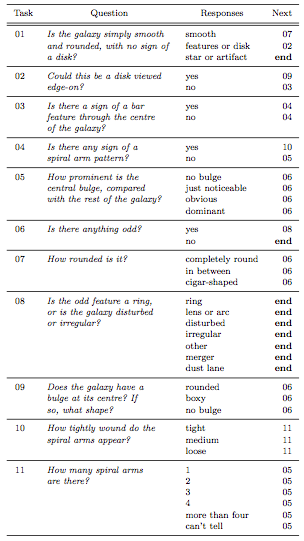 Task Question Responses Next
01 Is the galaxy simply smooth smooth 07
and rounded, with no sign of features or disk 02
a disk? star or artifact end
02 Could this be a disk viewed yes 09
edge-on? no 03
03 Is there a sign of a bar yes 04
feature through the centre no 04
of the galaxy?
04 Is there any sign of a yes 10
spiral arm pattern? no 05
05 How prominent is the no bulge 06
central bulge, compared just noticeable 06
with the rest of the galaxy? obvious 06
dominant 06
06 Is there anything odd? yes 08
no end
07 How rounded is it? completely round 06
in between 06
cigar-shaped 06
08 Is the odd feature a ring, ring end
or is the galaxy disturbed lens or arc end
or irregular? disturbed end
irregular end
other end
merger end
dust lane end
09 Does the galaxy have a rounded 06
bulge at its centre? If boxy 06
so, what shape? no bulge 06
10 How tightly wound do the tight 11
spiral arms appear? medium 11
loose 11
11 How many spiral arms 1 05
are there? 2 05
3 05
4 05
more than four 05
can't tell 05